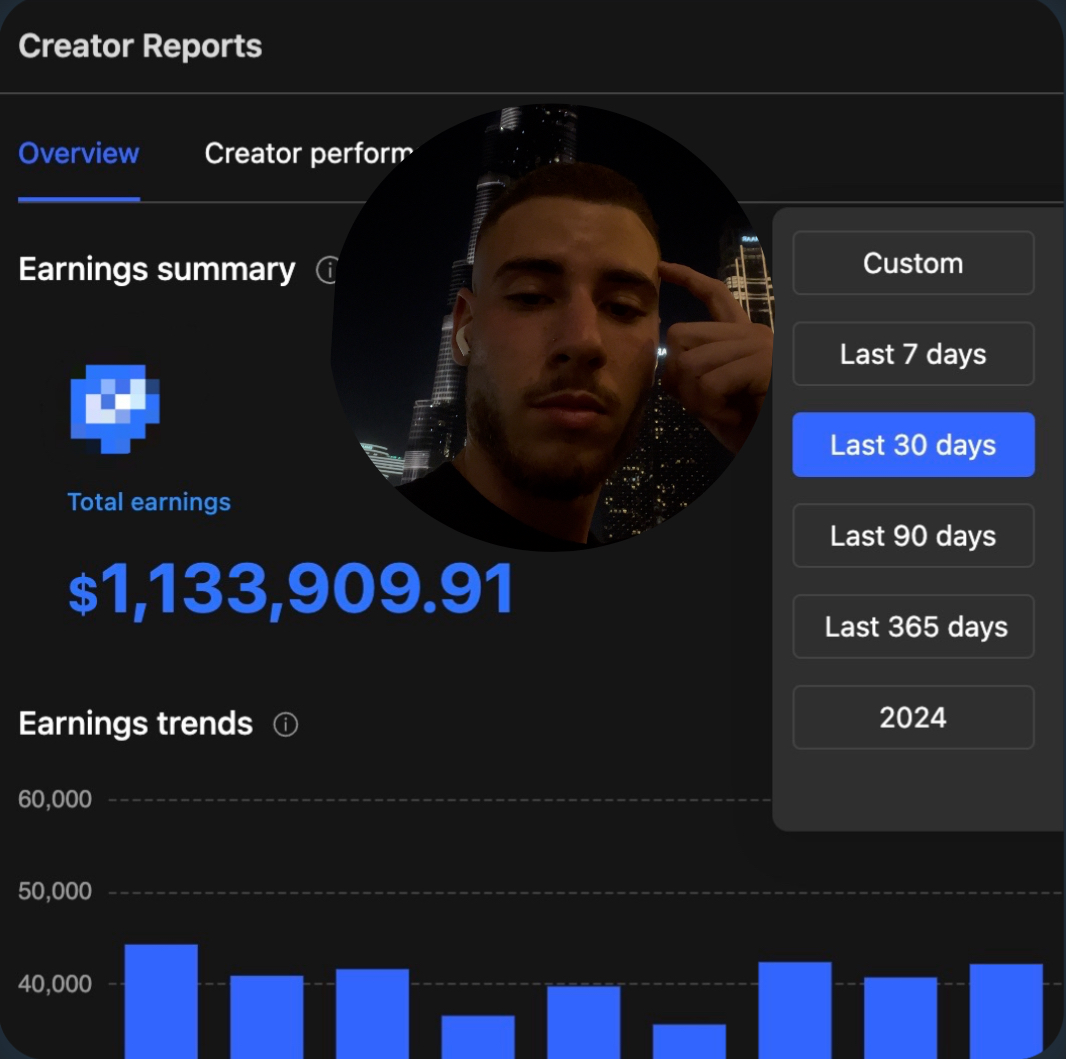 Creator Reports
Overview
Creator perform
Earnings summary
Total earnings
$1,133,909.91
Custom
Last 7 days
Last 30 days
Last 90 days
Last 365 days
2024
Earnings trends
60,000
50,000
40,000